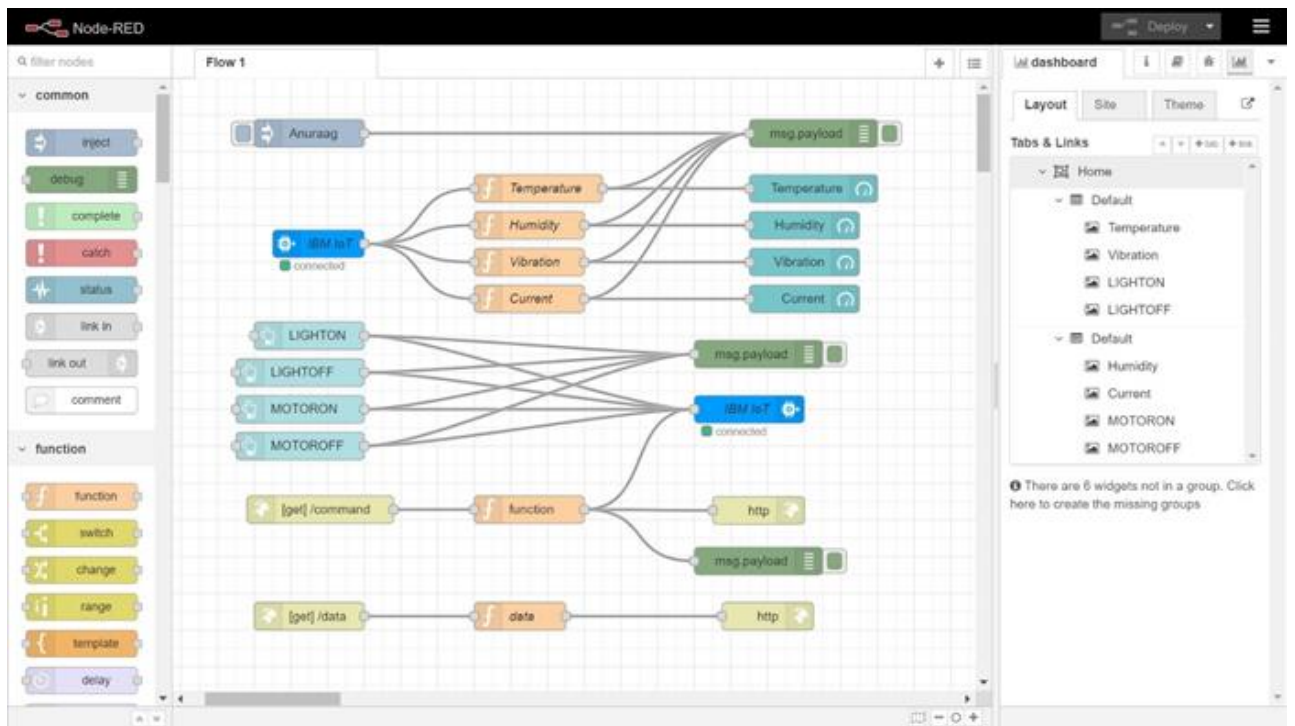 Node-RED
Deploy
filter nodes
Flow 1
dashboard
i
common
inject
debug
complete
catch
status
link in
link out
comment
function
function
switch
change
range
template
delay
Anuraag
msg.payload
Temperature
Temperature
Humidity
Humidity
IBM IoT
connected
Vibration
Vibration
Current
Current
LIGHTON
LIGHTOFF
MOTORON
MOTOROFF
msg.payload
IBM IoT
connected
[get] /command
function
http
msg.payload
[get] /data
data
http
Layout
Site
Theme
Tabs & Links
Home
Default
Temperature
Vibration
LIGHTON
LIGHTOFF
Default
Humidity
Current
MOTORON
MOTOROFF
There are 6 widgets not in a group. Click
here to create the missing groups